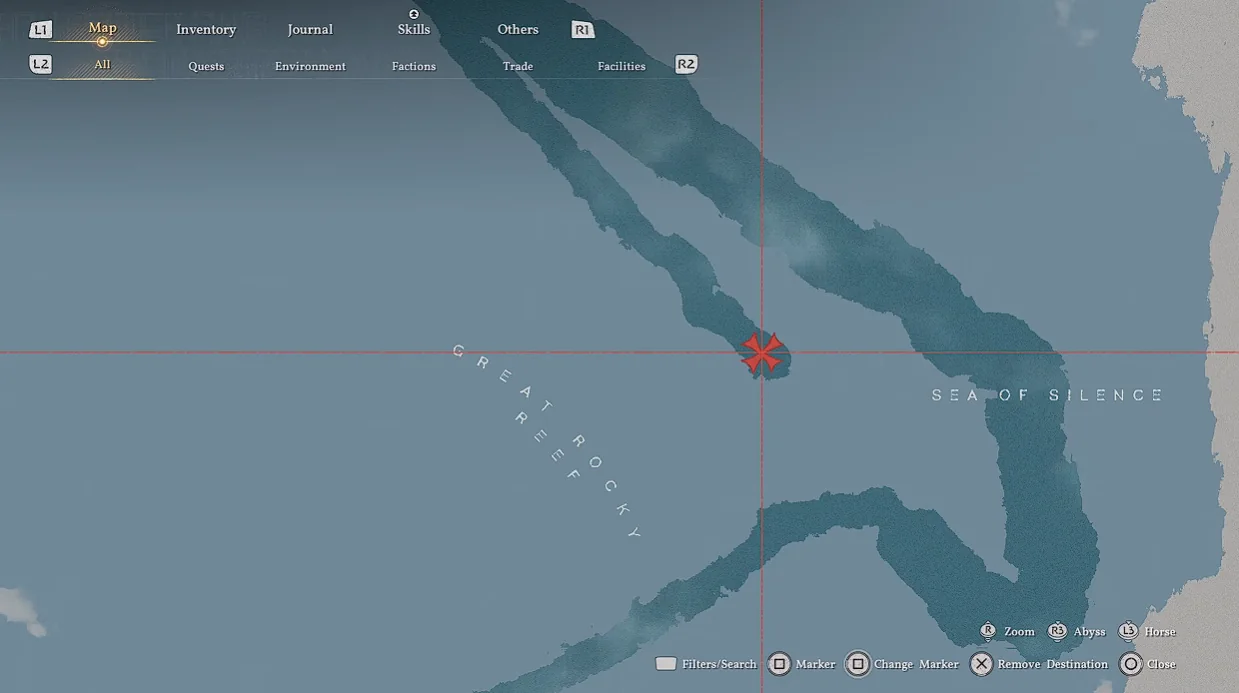 L1 Map Inventory Journal Skills Others R1
L2 All Quests Environment Factions Trade Facilities R2
GREAT ROCKY
REEF
SEA OF SILENCE
R Zoom R3 Abyss L3 Horse
Filters/Search Marker Change Marker Remove Destination Close